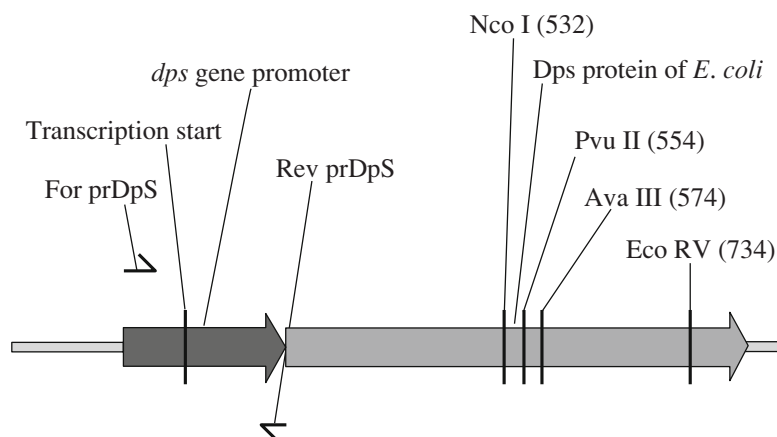 Nco I (532)
dps gene promoter
Dps protein of E. coli
Transcription start
Pvu II (554)
For prDpS
Rev prDpS
Ava III (574)
Eco RV (734)